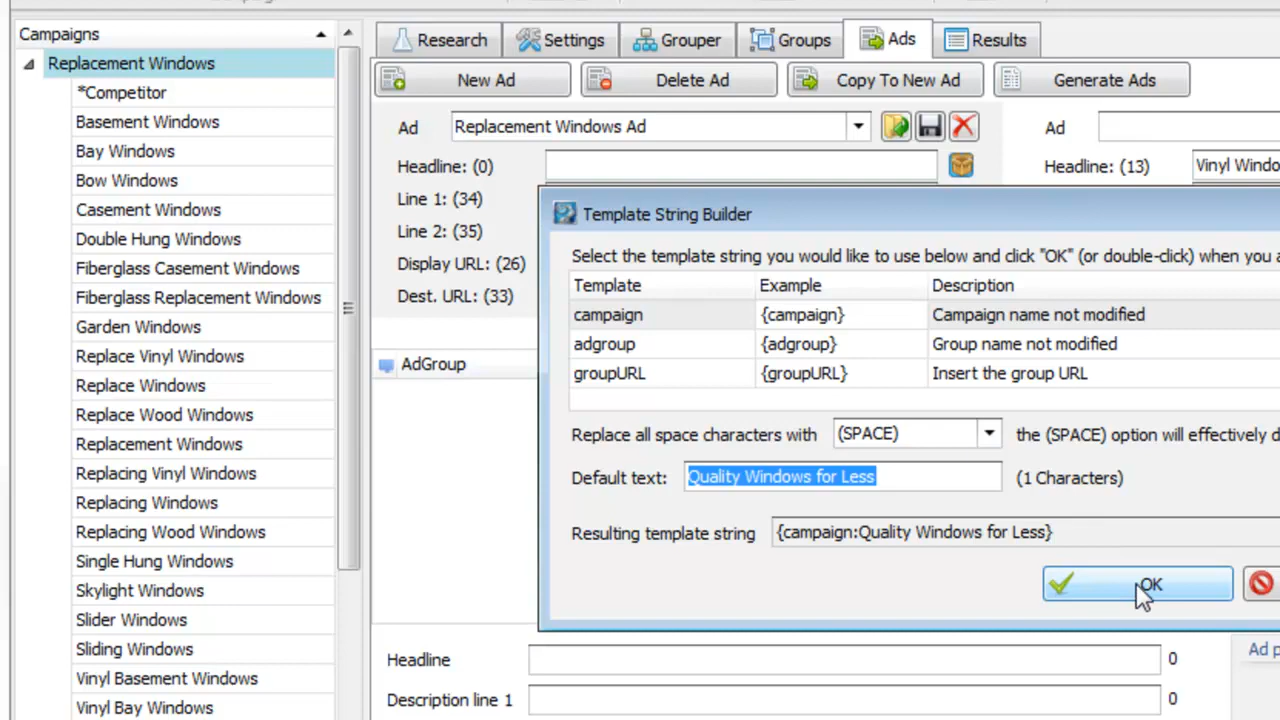 Campaigns
Replacement Windows
*Competitor
Basement Windows
Bay Windows
Bow Windows
Casement Windows
Double Hung Windows
Fiberglass Casement Windows
Fiberglass Replacement Windows
Garden Windows
Replace Vinyl Windows
Replace Windows
Replace Wood Windows
Replacement Windows
Replacing Vinyl Windows
Replacing Windows
Replacing Wood Windows
Single Hung Windows
Skylight Windows
Slider Windows
Sliding Windows
Vinyl Basement Windows
Vinyl Bay Windows
Research Settings Grouper Groups Ads Results
New Ad Delete Ad Copy To New Ad Generate Ads
Ad Replacement Windows Ad Ad
Headline: (0) Headline: (13) Vinyl Windo
Line 1: (34)
Line 2: (35)
Display URL: (26)
Dest. URL: (33)
AdGroup
Template String Builder
Select the template string you would like to use below and click "OK" (or double-click) when you a
Template Example Description
campaign {campaign} Campaign name not modified
adgroup {adgroup} Group name not modified
groupURL {groupURL} Insert the group URL
Replace all space characters with (SPACE) the (SPACE) option will effectively d
Default text: Quality Windows for Less (1 Characters)
Resulting template string {campaign:Quality Windows for Less}
OK
Headline 0 Ad p
Description line 1 0